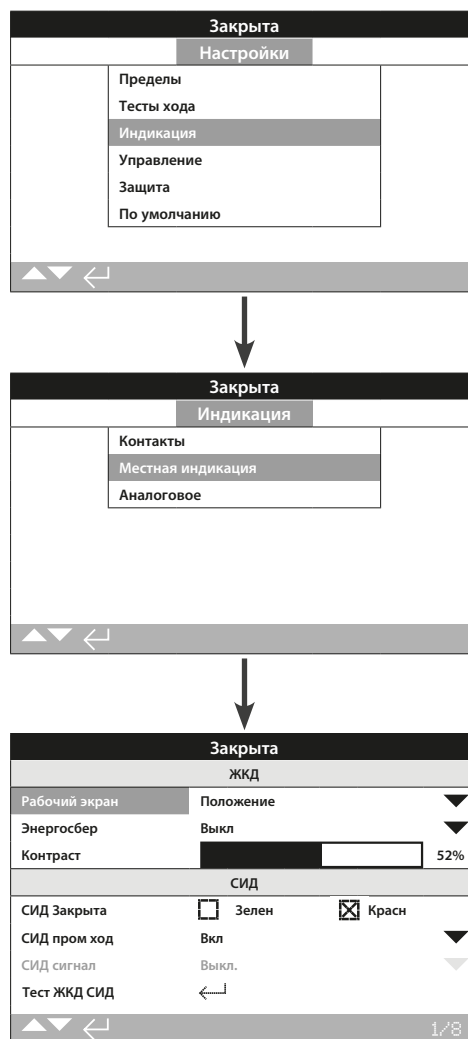 Закрыта
Настройки
Пределы
Тесты хода
Индикация
Управление
Защита
По умолчанию
Закрыта
Индикация
Контакты
Местная индикация
Аналоговое
Закрыта
ЖКД
Рабочий экран Положение
Энергосбер Выкл
Контраст 52%
СИД
СИД Закрыта Зелен Красн
СИД пром ход Вкл
СИД сигнал Выкл.
Тест ЖКД СИД
1/8